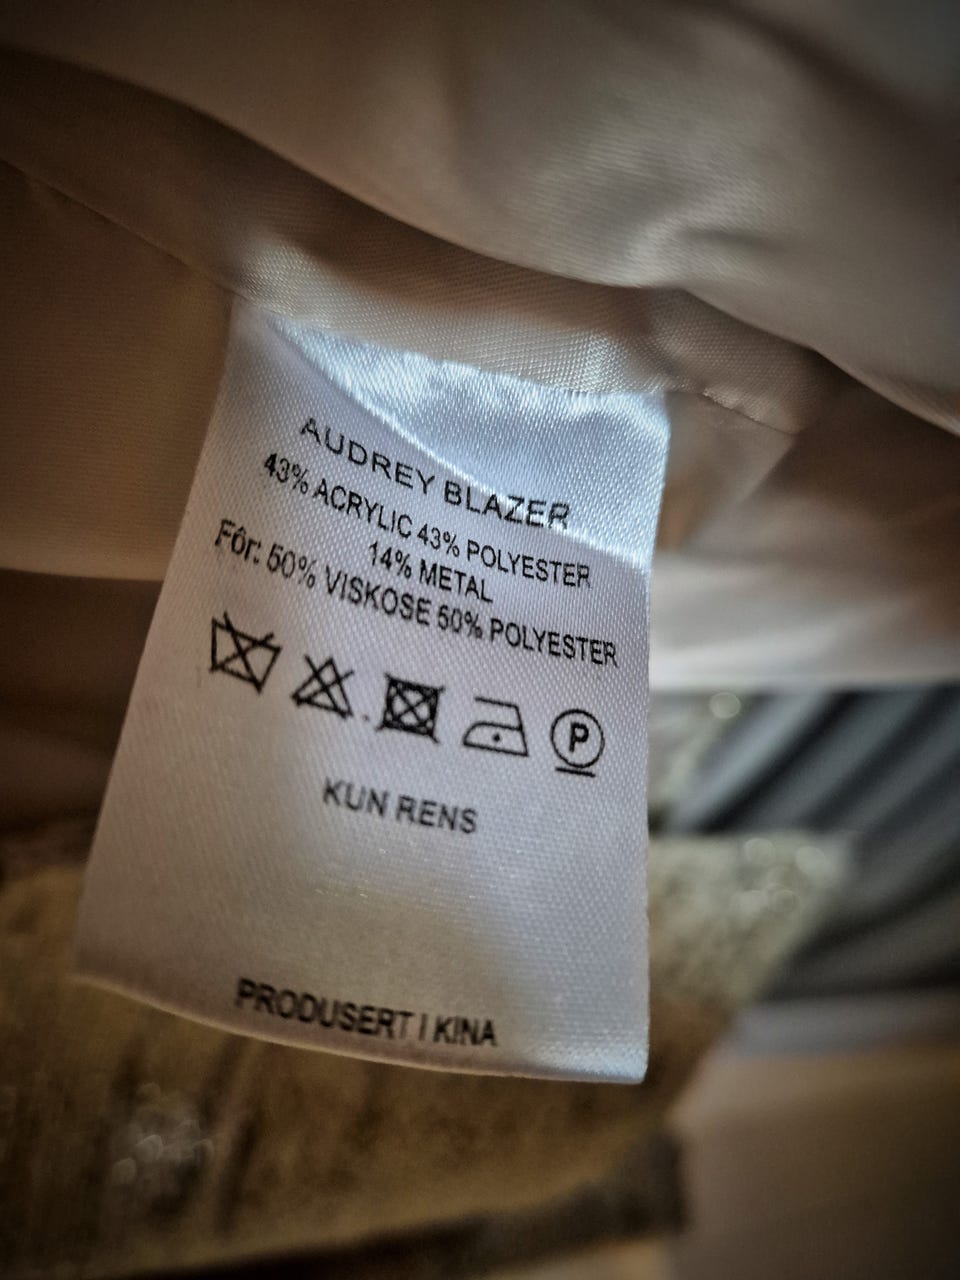 AUDREY BLAZER
43% ACRYLIC 43% POLYESTER
14% METAL
Fôr: 50% VISKOSE 50% POLYESTER
P
KUN RENS
PRODUSERT I KINA